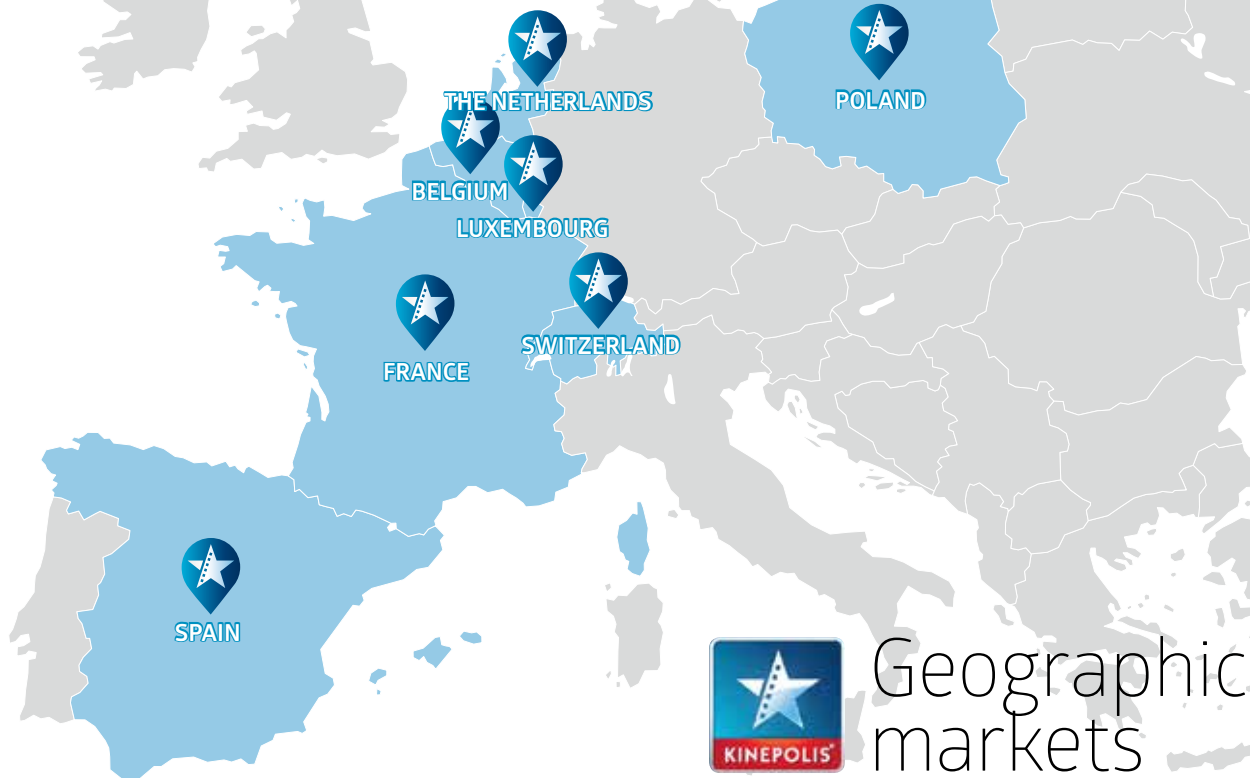 THE NETHERLANDS
POLAND
BELGIUM
LUXEMBOURG
SWITZERLAND
FRANCE
SPAIN
KINEPOLIS
Geographic
markets